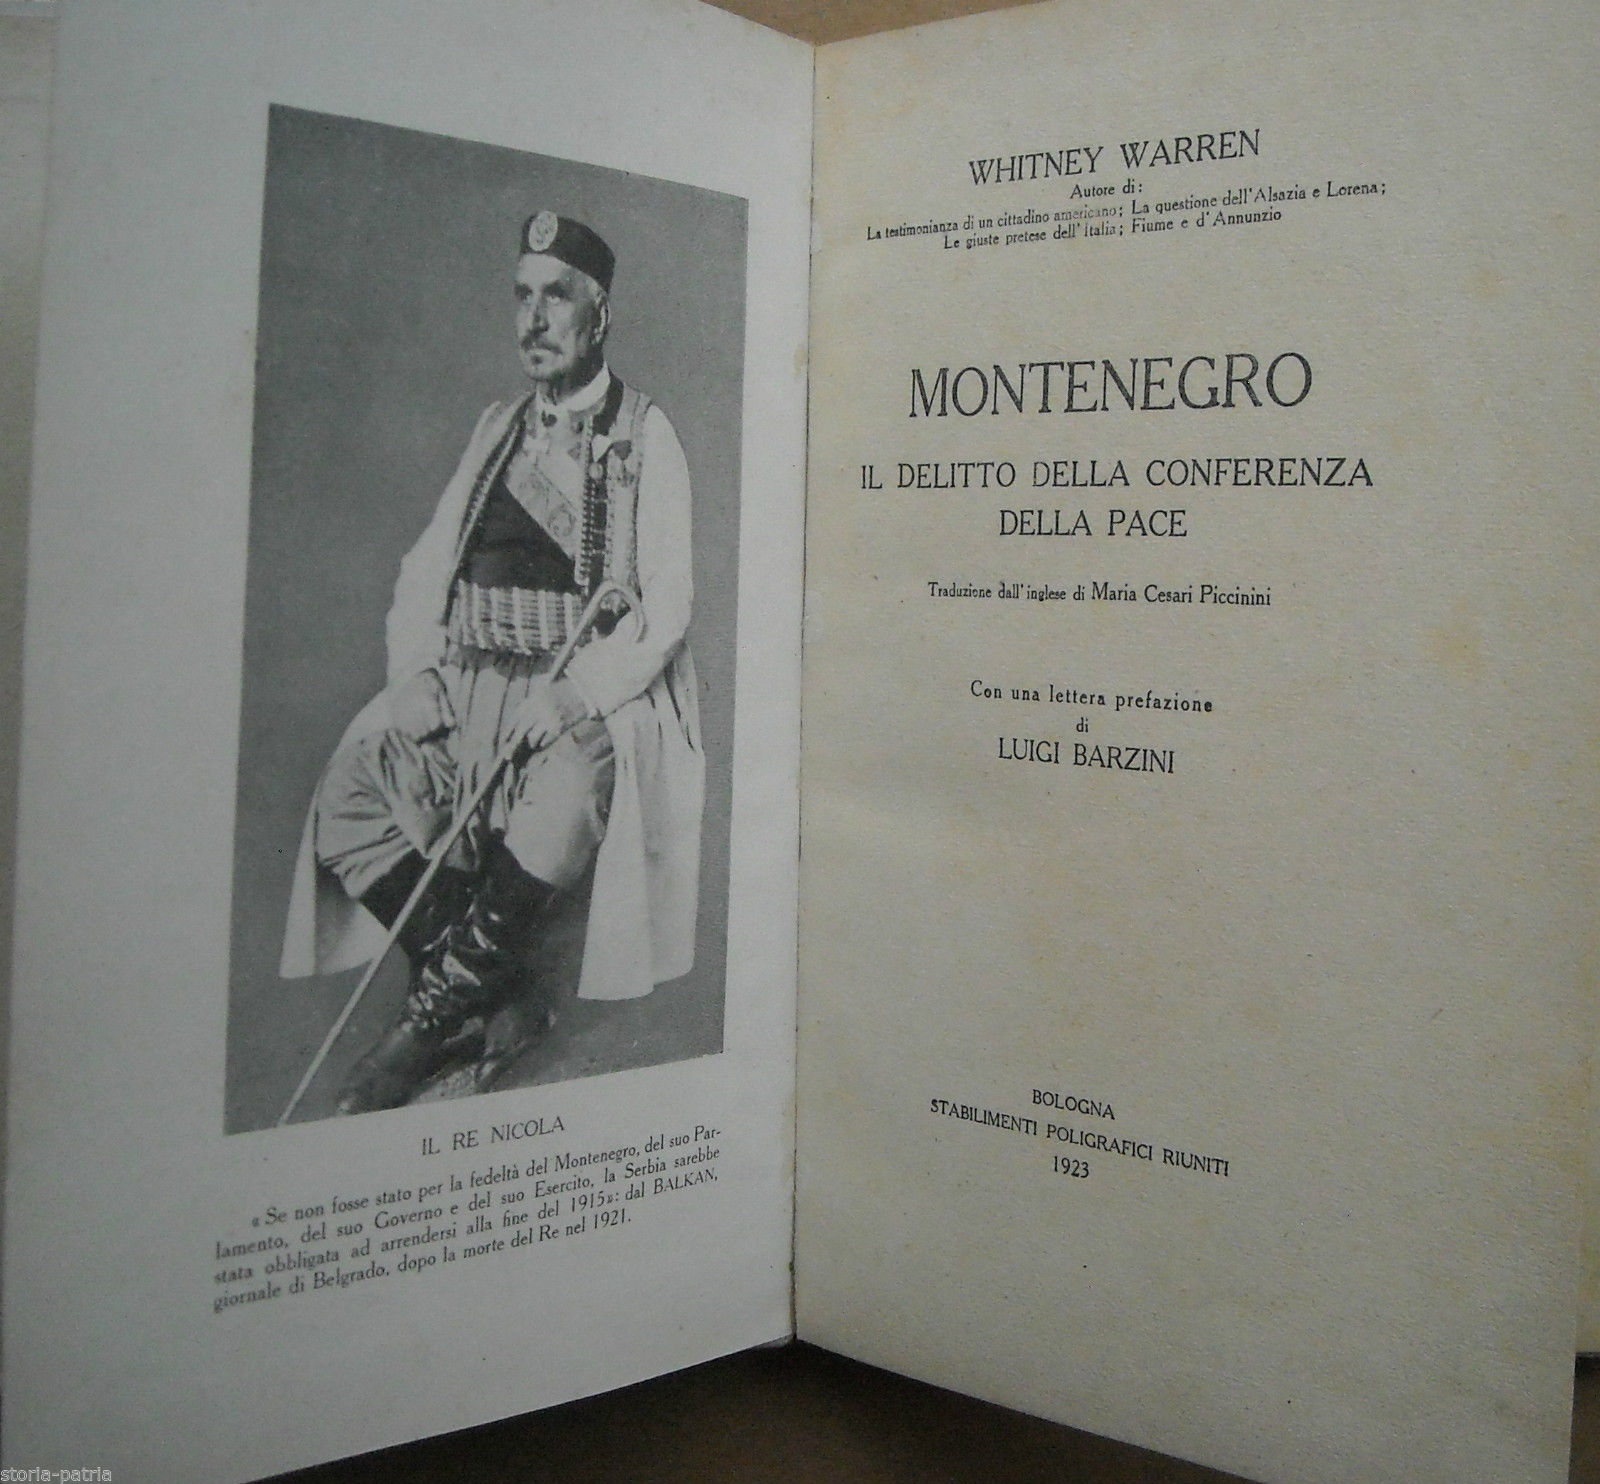 IL RE NICOLA
« Se non fosse stato per la fedeltà del Montenegro, del suo Par-
lamento, del suo Governo e del suo Esercito, la Serbia sarebbe
stata obbligata ad arrendersi alla fine del 1915»: dal BALKAN,
giornale di Belgrado, dopo la morte del Re nel 1921.
WHITNEY WARREN
Autore di:
La testimonianza di un cittadino americano; La questione dell'Alsazia e Lorena;
Le giuste pretese dell'Italia; Fiume e d'Annunzio
MONTENEGRO
IL DELITTO DELLA CONFERENZA
DELLA PACE
Traduzione dall'inglese di Maria Cesari Piccinini
Con una lettera prefazione
di
LUIGI BARZINI
BOLOGNA
STABILIMENTI POLIGRAFICI RIUNITI
1923
storia-patria